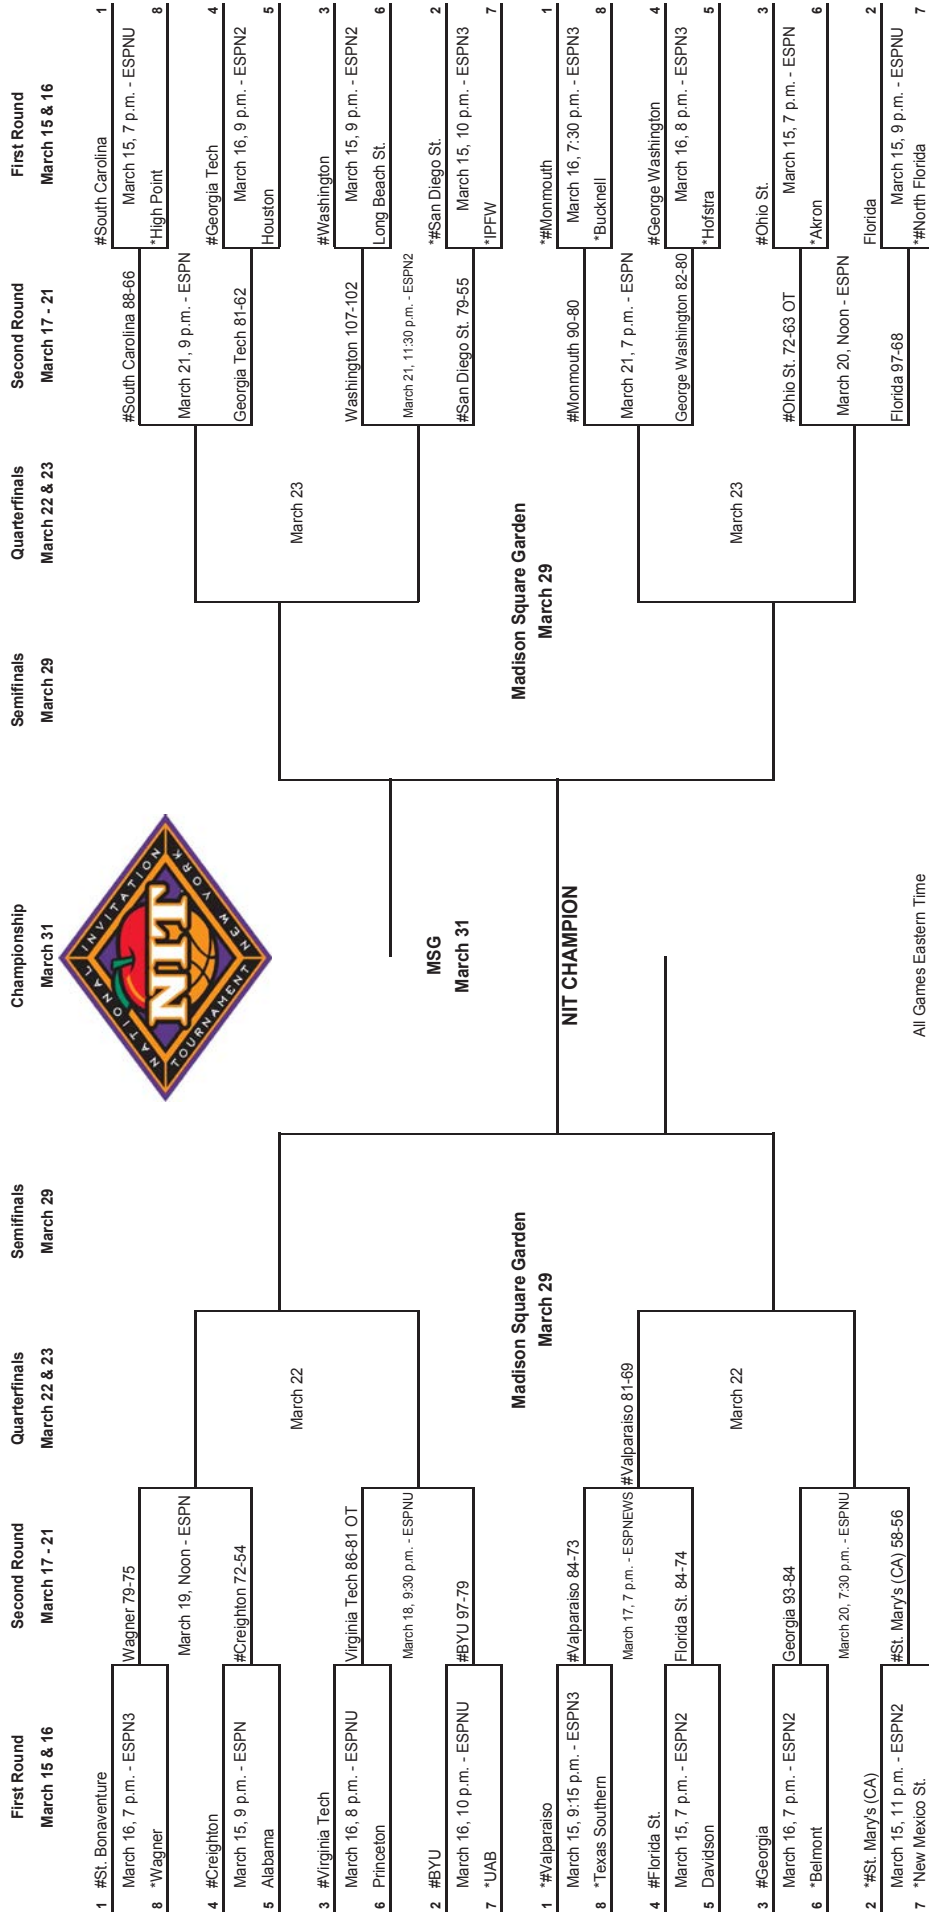 First Round
Second Round
Quarterfinals
Semifinals
Championship
Semifinals
Quarterfinals
Second Round
First Round
March 15 & 16
March 17 - 21
March 22 & 23
March 29
March 31
March 29
March 22 & 23
March 17 - 21
March 15 & 16
1
#St. Bonaventure
March 16, 7 p.m. - ESPN3
8
*Wagner
Wagner 79-75
March 19, Noon - ESPN
4
#Creighton
March 15, 9 p.m. - ESPN
5
Alabama
#Creighton 72-54
March 22
3
#Virginia Tech
March 16, 8 p.m. - ESPNU
6
Princeton
Virginia Tech 86-81 OT
March 18, 9:30 p.m. - ESPNU
2
#BYU
March 16, 10 p.m. - ESPNU
7
*UAB
#BYU 97-79
Madison Square Garden
March 29
1
*#Valparaiso
March 15, 9:15 p.m. - ESPN3
8
*Texas Southern
#Valparaiso 84-73
March 17, 7 p.m. - ESPNEWS
#Valparaiso 81-69
4
#Florida St.
March 15, 7 p.m. - ESPN2
5
Davidson
Florida St. 84-74
March 22
3
#Georgia
March 16, 7 p.m. - ESPN2
6
*Belmont
Georgia 93-84
March 20, 7:30 p.m. - ESPNU
2
*#St. Mary's (CA)
March 15, 11 p.m. - ESPN2
7
*New Mexico St.
#St. Mary's (CA) 58-56
NATIONAL INVITATION
NIT
TOURNAMENT NEW YORK
MSG
March 31
NIT CHAMPION
All Games Eastern Time
#South Carolina
1
March 15, 7 p.m. - ESPNU
*High Point
8
#South Carolina 88-66
March 21, 9 p.m. - ESPN
#Georgia Tech
4
March 16, 9 p.m. - ESPN2
Houston
5
Georgia Tech 81-62
March 23
#Washington
3
March 15, 9 p.m. - ESPN2
Long Beach St.
6
Washington 107-102
March 21, 11:30 p.m. - ESPN2
*#San Diego St.
2
March 15, 10 p.m. - ESPN3
*IPFW
7
#San Diego St. 79-55
Madison Square Garden
March 29
*#Monmouth
1
March 16, 7:30 p.m. - ESPN3
*Bucknell
8
#Monmouth 90-80
March 21, 7 p.m. - ESPN
#George Washington
4
March 16, 8 p.m. - ESPN3
*Hofstra
5
George Washington 82-80
March 23
#Ohio St.
3
March 15, 7 p.m. - ESPN
*Akron
6
#Ohio St. 72-63 OT
March 20, Noon - ESPN
Florida
2
March 15, 9 p.m. - ESPNU
*#North Florida
7
Florida 97-68